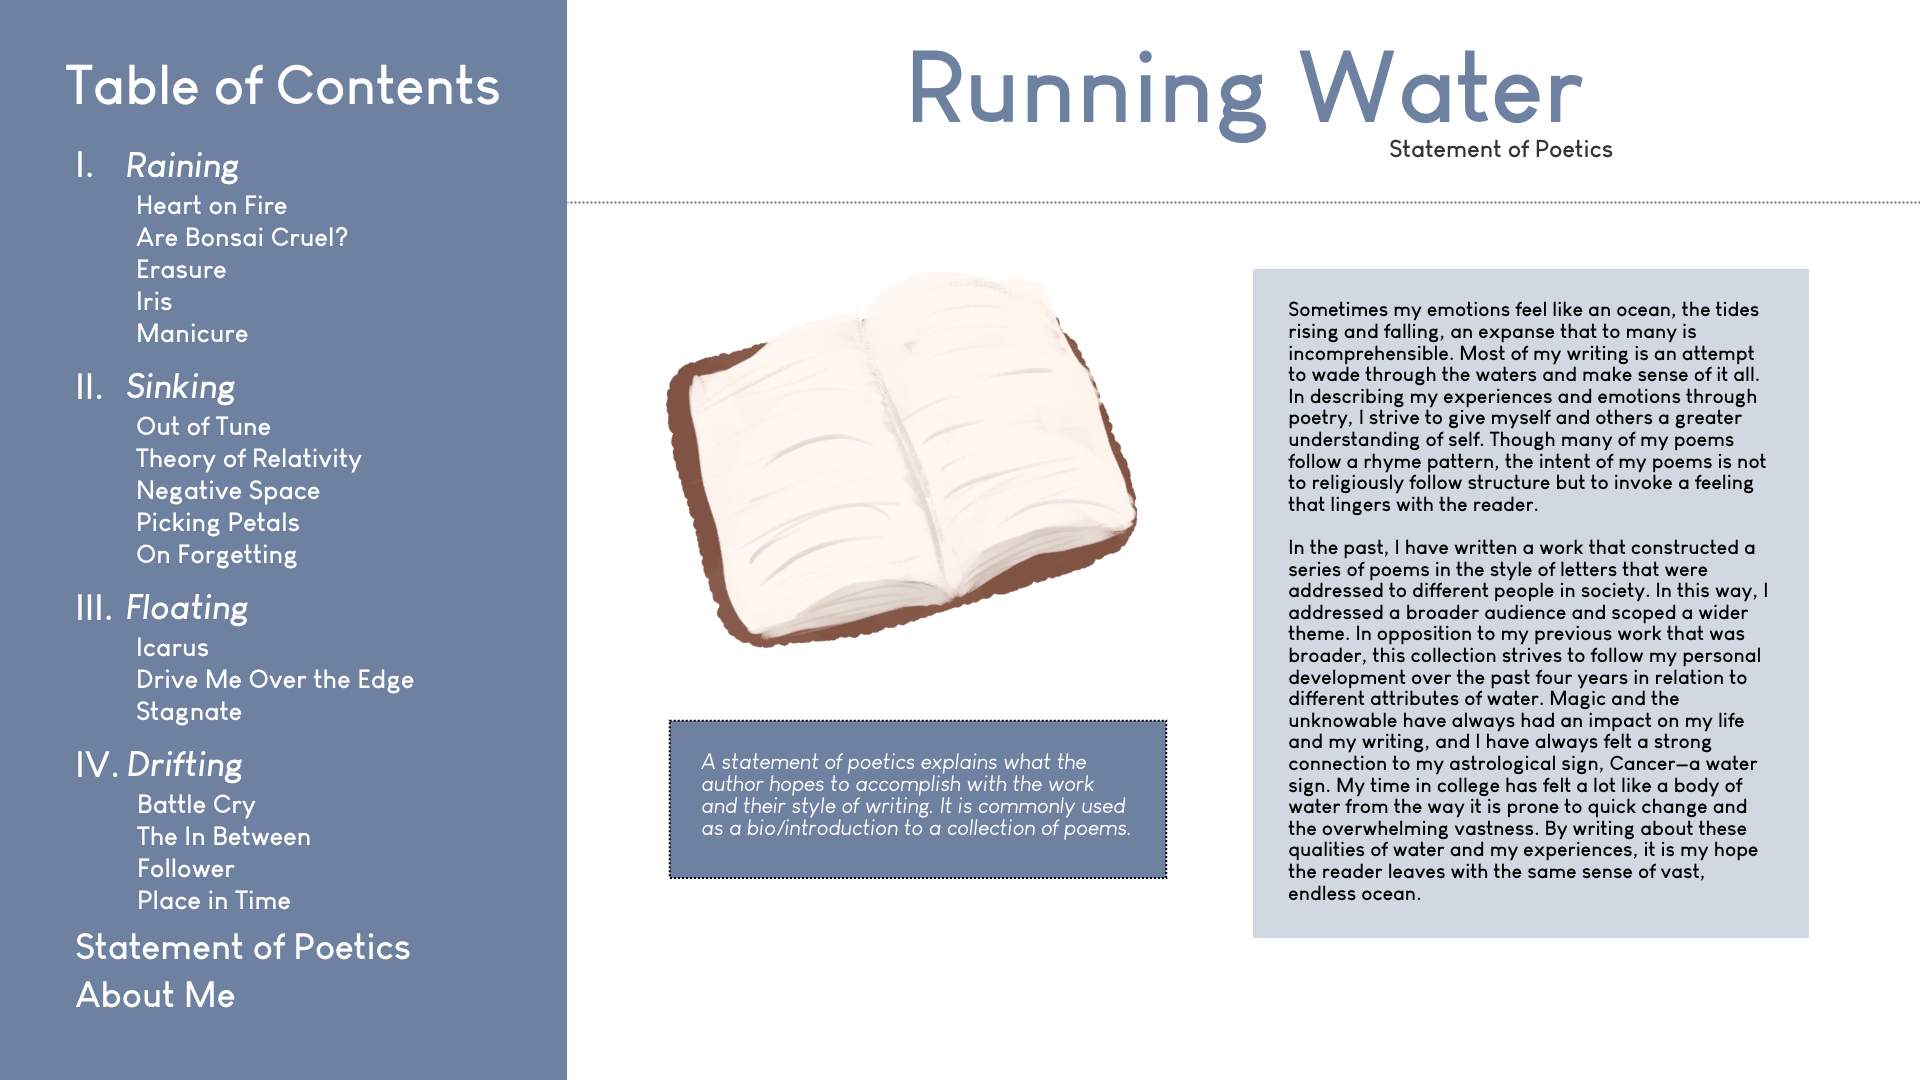 Table of Contents
I. Raining
Heart on Fire
Are Bonsai Cruel?
Erasure
Iris
Manicure
II. Sinking
Out of Tune
Theory of Relativity
Negative Space
Picking Petals
On Forgetting
III. Floating
Icarus
Drive Me Over the Edge
Stagnate
IV. Drifting
Battle Cry
The In Between
Follower
Place in Time
Statement of Poetics
About Me
Running Water
Statement of Poetics
A statement of poetics explains what the
author hopes to accomplish with the work
and their style of writing. It is commonly used
as a bio/introduction to a collection of poems.
Sometimes my emotions feel like an ocean, the tides
rising and falling, an expanse that to many is
incomprehensible. Most of my writing is an attempt
to wade through the waters and make sense of it all.
In describing my experiences and emotions through
poetry, I strive to give myself and others a greater
understanding of self. Though many of my poems
follow a rhyme pattern, the intent of my poems is not
to religiously follow structure but to invoke a feeling
that lingers with the reader.
In the past, I have written a work that constructed a
series of poems in the style of letters that were
addressed to different people in society. In this way, I
addressed a broader audience and scoped a wider
theme. In opposition to my previous work that was
broader, this collection strives to follow my personal
development over the past four years in relation to
different attributes of water. Magic and the
unknowable have always had an impact on my life
and my writing, and I have always felt a strong
connection to my astrological sign, Cancer—a water
sign. My time in college has felt a lot like a body of
water from the way it is prone to quick change and
the overwhelming vastness. By writing about these
qualities of water and my experiences, it is my hope
the reader leaves with the same sense of vast,
endless ocean.